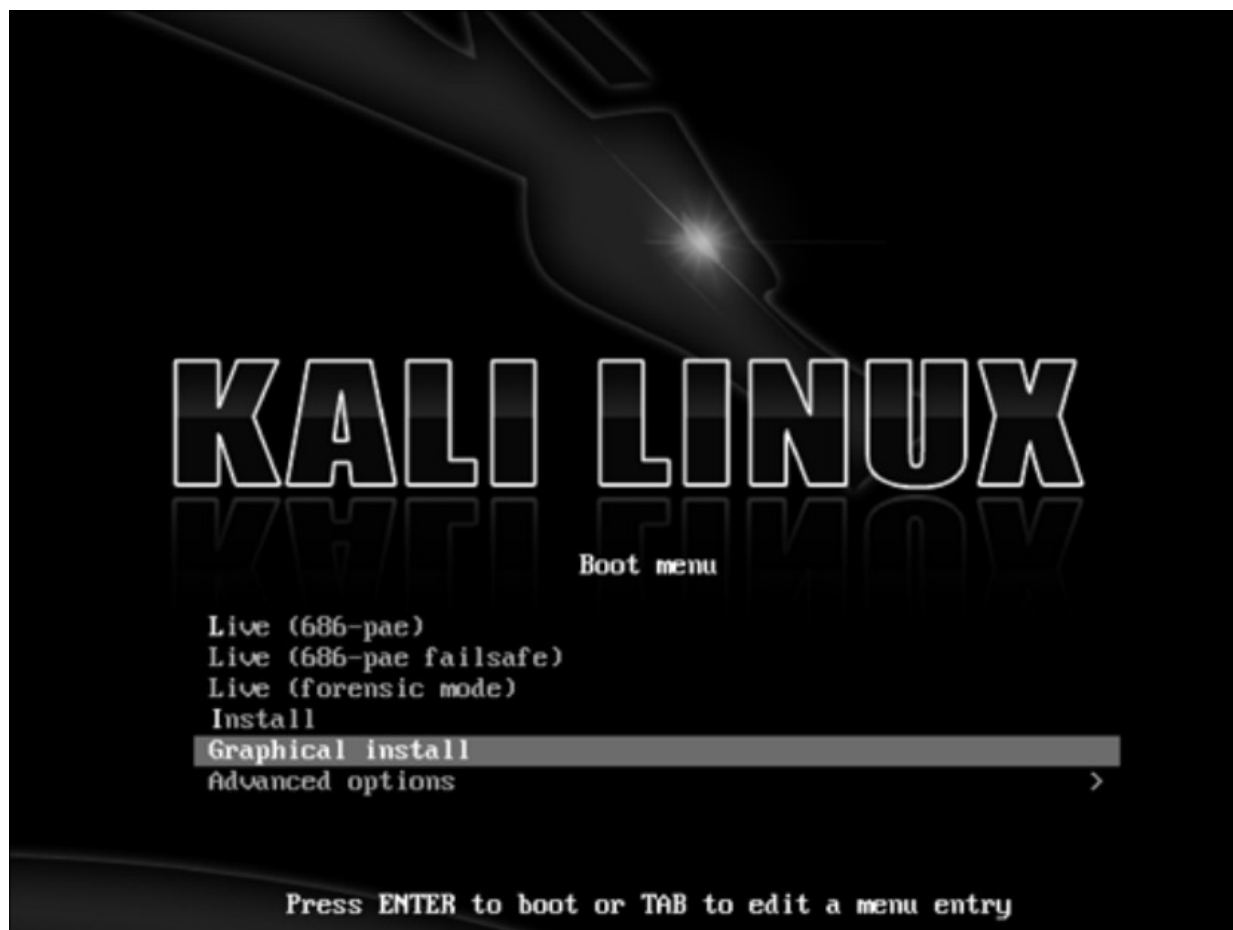 KALI LINUX
Boot menu
Live (686-pae)
Live (686-pae failsafe)
Live (forensic mode)
Install
Graphical install
Advanced options >
Press ENTER to boot or TAB to edit a menu entry